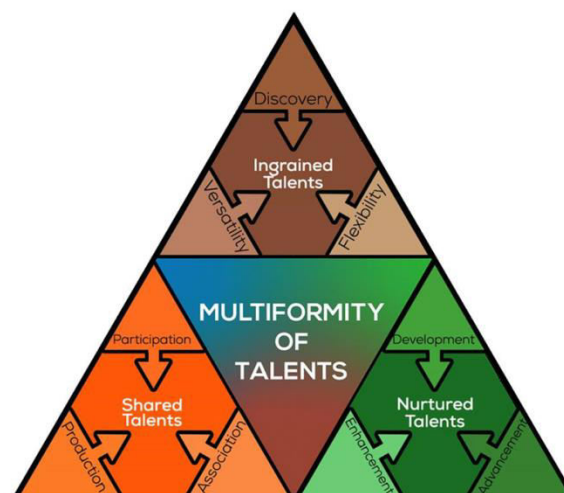 Discovery
Ingrained
Talents
Versatility
Flexibility
MULTIFORMITY
OF
TALENTS
Participation
Shared
Talents
Production
Association
Development
Nurtured
Talents
Enhancement
Advancement